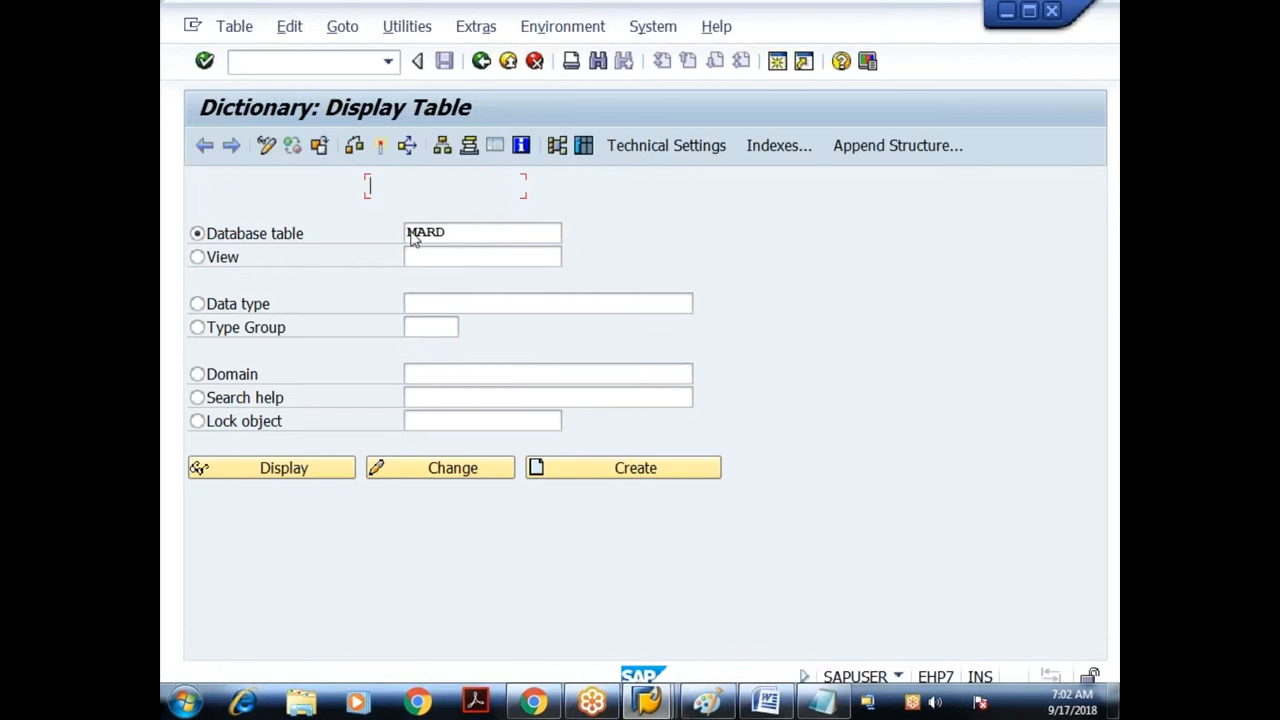 Table Edit Goto Utilities Extras Environment System Help
Dictionary: Display Table
Technical Settings Indexes... Append Structure...
Database table MARD
View
Data type
Type Group
Domain
Search help
Lock object
Display Change Create
SAP SAPUSER EHP7 INS
7:02 AM
9/17/2018